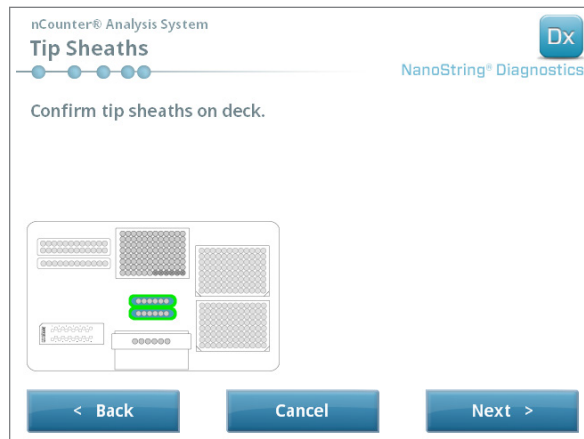 nCounter® Analysis System
Tip Sheaths
Dx
NanoString® Diagnostics
Confirm tip sheaths on deck.
< Back
Cancel
Next >